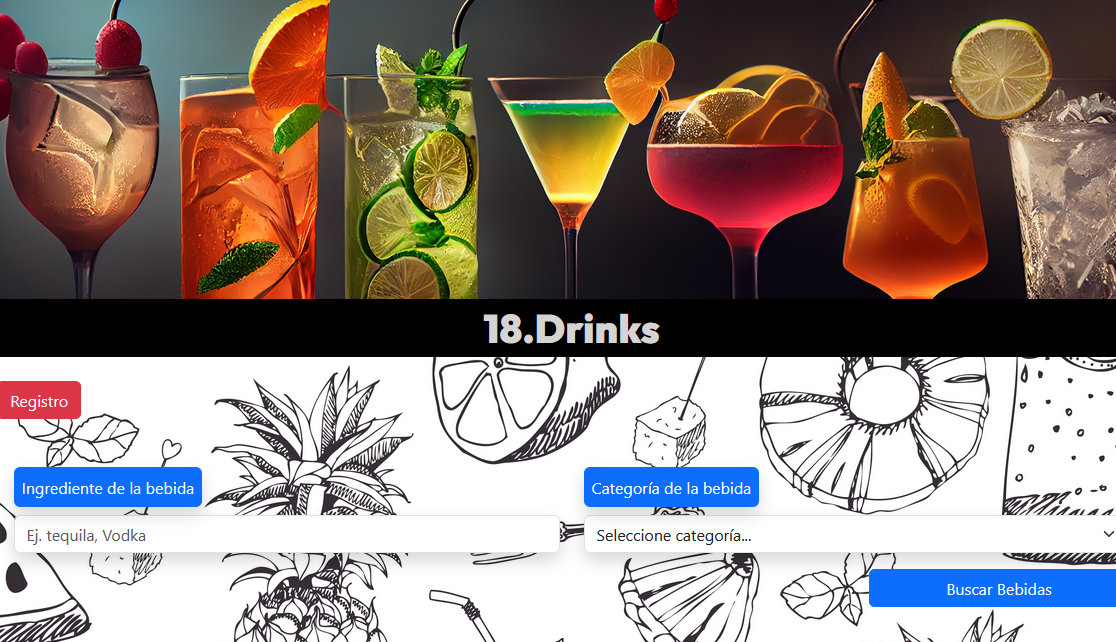 18.Drinks
Registro
Ingrediente de la bebida
Categoría de la bebida
Ej. tequila, Vodka
Seleccione categoría...
Buscar Bebidas